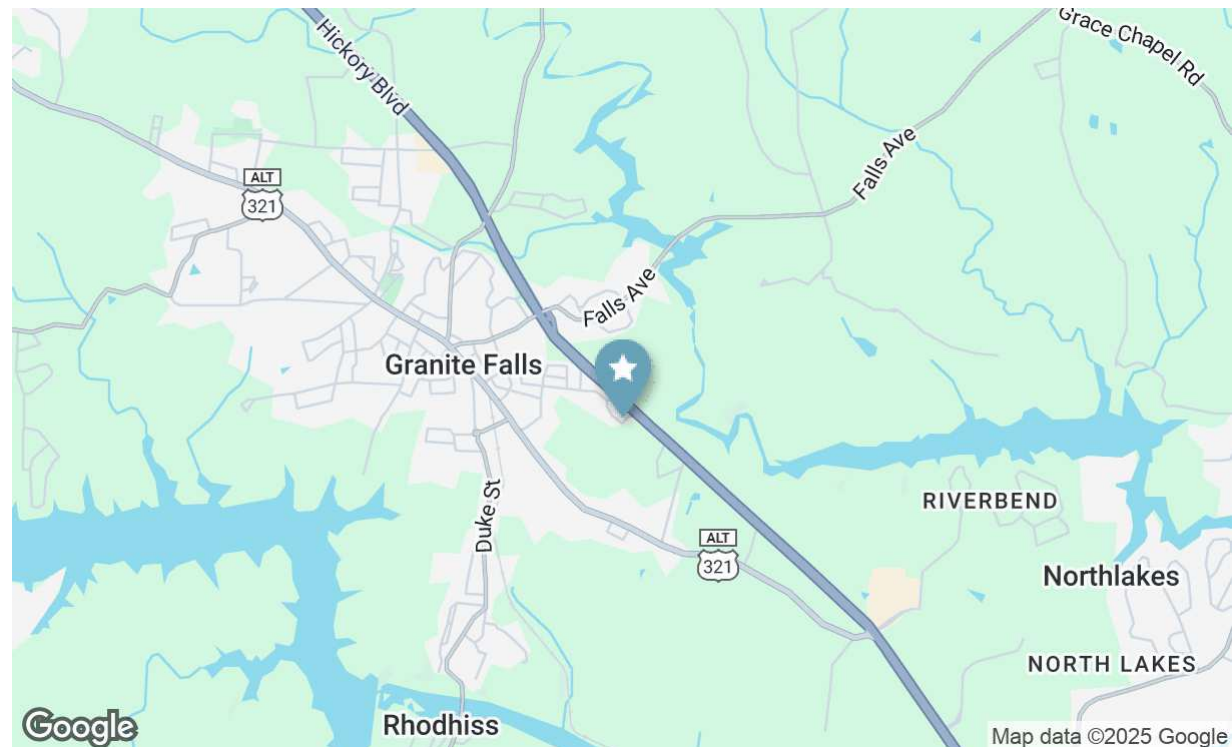 Grace Chapel Rd
Hickory Blvd
Falls Ave
ALT
321
Falls Ave
Granite Falls
RIVERBEND
Duke St
ALT
321
Northlakes
NORTH LAKES
Rhodhiss
Google
Map data ©2025 Google